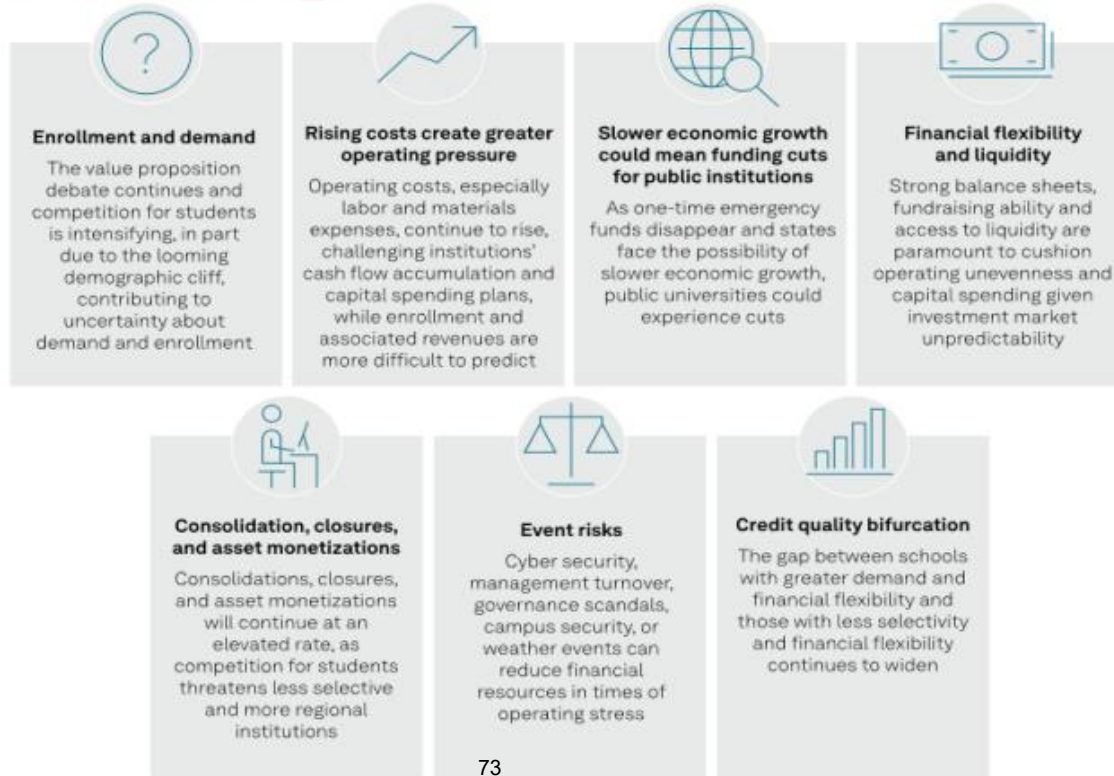 ?
Enrollment and demand
The value proposition
debate continues and
competition for students
is intensifying, in part
due to the looming
demographic cliff,
contributing to
uncertainty about
demand and enrollment
Rising costs create greater
operating pressure
Operating costs, especially
labor and materials
expenses, continue to rise,
challenging institutions'
cash flow accumulation and
capital spending plans,
while enrollment and
associated revenues are
more difficult to predict
Slower economic growth
could mean funding cuts
for public institutions
As one-time emergency
funds disappear and states
face the possibility of
slower economic growth,
public universities could
experience cuts
Financial flexibility
and liquidity
Strong balance sheets,
fundraising ability and
access to liquidity are
paramount to cushion
operating unevenness and
capital spending given
investment market
unpredictability
Consolidation, closures,
and asset monetizations
Consolidations, closures,
and asset monetizations
will continue at an
elevated rate, as
competition for students
threatens less selective
and more regional
institutions
Event risks
Cyber security,
management turnover,
governance scandals,
campus security, or
weather events can
reduce financial
resources in times of
operating stress
Credit quality bifurcation
The gap between schools
with greater demand and
financial flexibility and
those with less selectivity
and financial flexibility
continues to widen
73